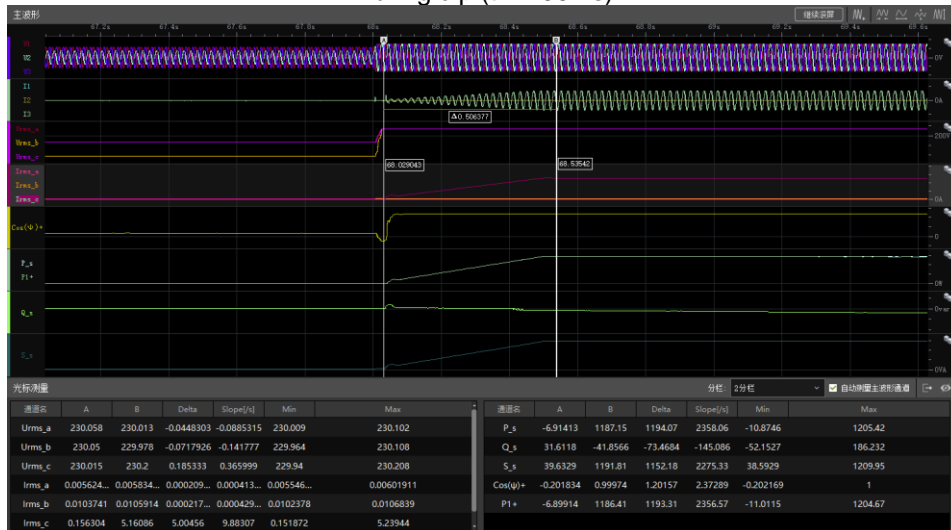 主波形
继续录屏
67.2s 67.4s 67.6s 67.8s 68s 68.2s 68.4s 68.6s 68.8s 69s 69.2s 69.4s 69.6s
A B
U2
0V
I1
I2
I3
0A
Δ0.506377
Urms_b
200V
68.029043 68.53542
Irms_b
0A
Cos(ψ)+
0
P_s
P1+
0W
Q_s
0var
0VA
光标测量 分栏: 2分栏 自动测量主波形通道
通道名 A B Delta Slope[/s] Min Max
Urms_a 230.058 230.013 -0.0448303 -0.0885315 230.009 230.102
Urms_b 230.05 229.978 -0.0717926 -0.141777 229.964 230.108
Urms_c 230.015 230.2 0.185333 0.365999 229.94 230.208
Irms_a 0.005624... 0.005834... 0.000209... 0.000413... 0.005546... 0.00601911
Irms_b 0.0103741 0.0105914 0.000217... 0.000429... 0.0102378 0.0106839
Irms_c 0.156304 5.16086 5.00456 9.88307 0.151872 5.23944
通道名 A B Delta Slope[/s] Min Max
P_s -6.91413 1187.15 1194.07 2358.06 -10.8746 1205.42
Q_s 31.6118 -41.8566 -73.4684 -145.086 -52.1527 186.232
S_s 39.6329 1191.81 1152.18 2275.33 38.5929 1209.95
Cos(ψ)+ -0.201834 0.99974 1.20157 2.37289 -0.202169 1
P1+ -6.89914 1186.41 1193.31 2356.57 -11.0115 1204.67